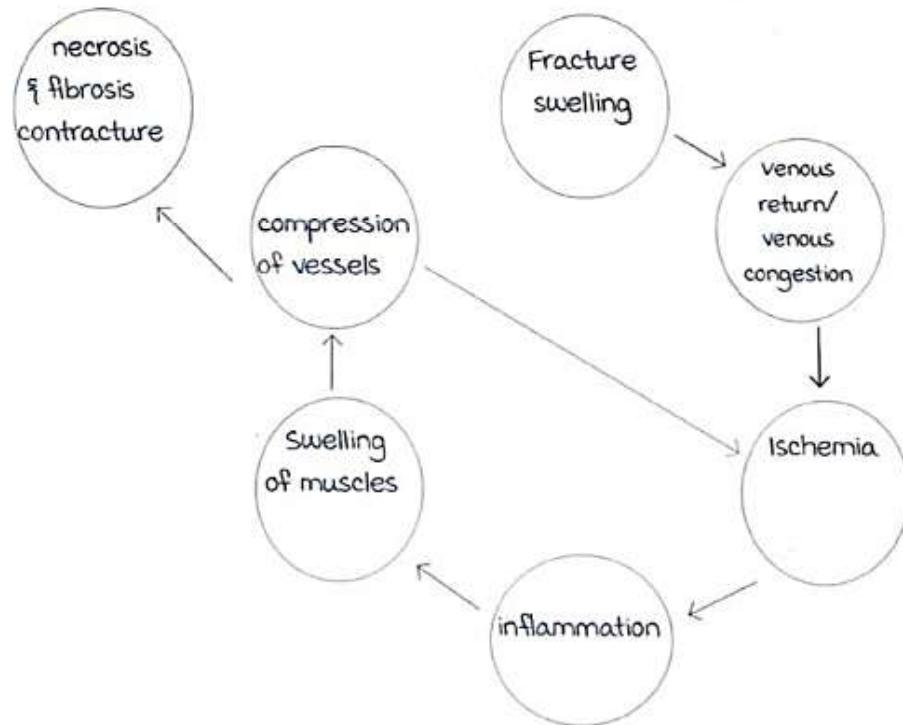 necrosis
& fibrosis
contracture
Fracture
swelling
venous
return/
venous
congestion
compression
of vessels
Ischemia
Swelling
of muscles
inflammation